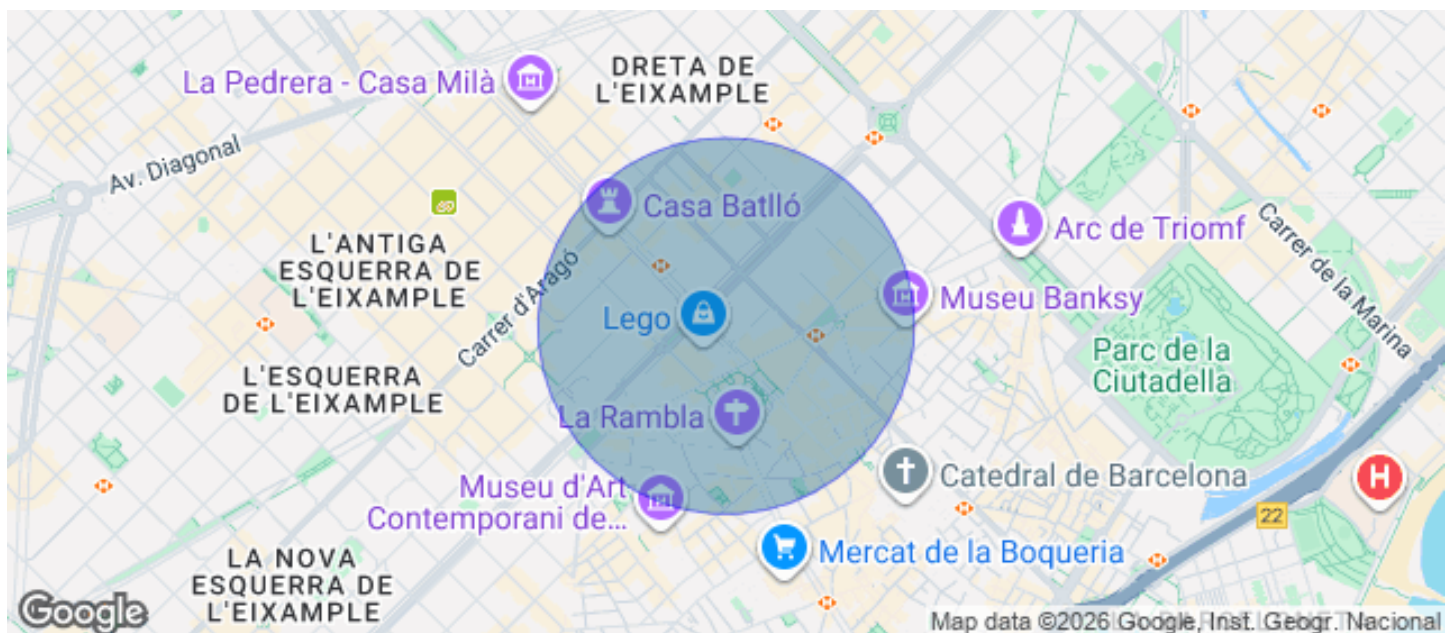 La Pedrera - Casa Milà
DRETA DE
L'EIXAMPLE
Av. Diagonal
Casa Batlló
L'ANTIGA
ESQUERRA DE
L'EIXAMPLE
Carrer d'Aragó
Arc de Triomf
Carrer de la Marina
Museu Banksy
Lego
Parc de la
Ciutadella
L'ESQUERRA
DE L'EIXAMPLE
La Rambla
Catedral de Barcelona
H
Museu d'Art
Contemporani de...
22
Mercat de la Boqueria
LA NOVA
ESQUERRA DE
L'EIXAMPLE
Google
Map data ©2026 Google, Inst. Geogr. Nacional